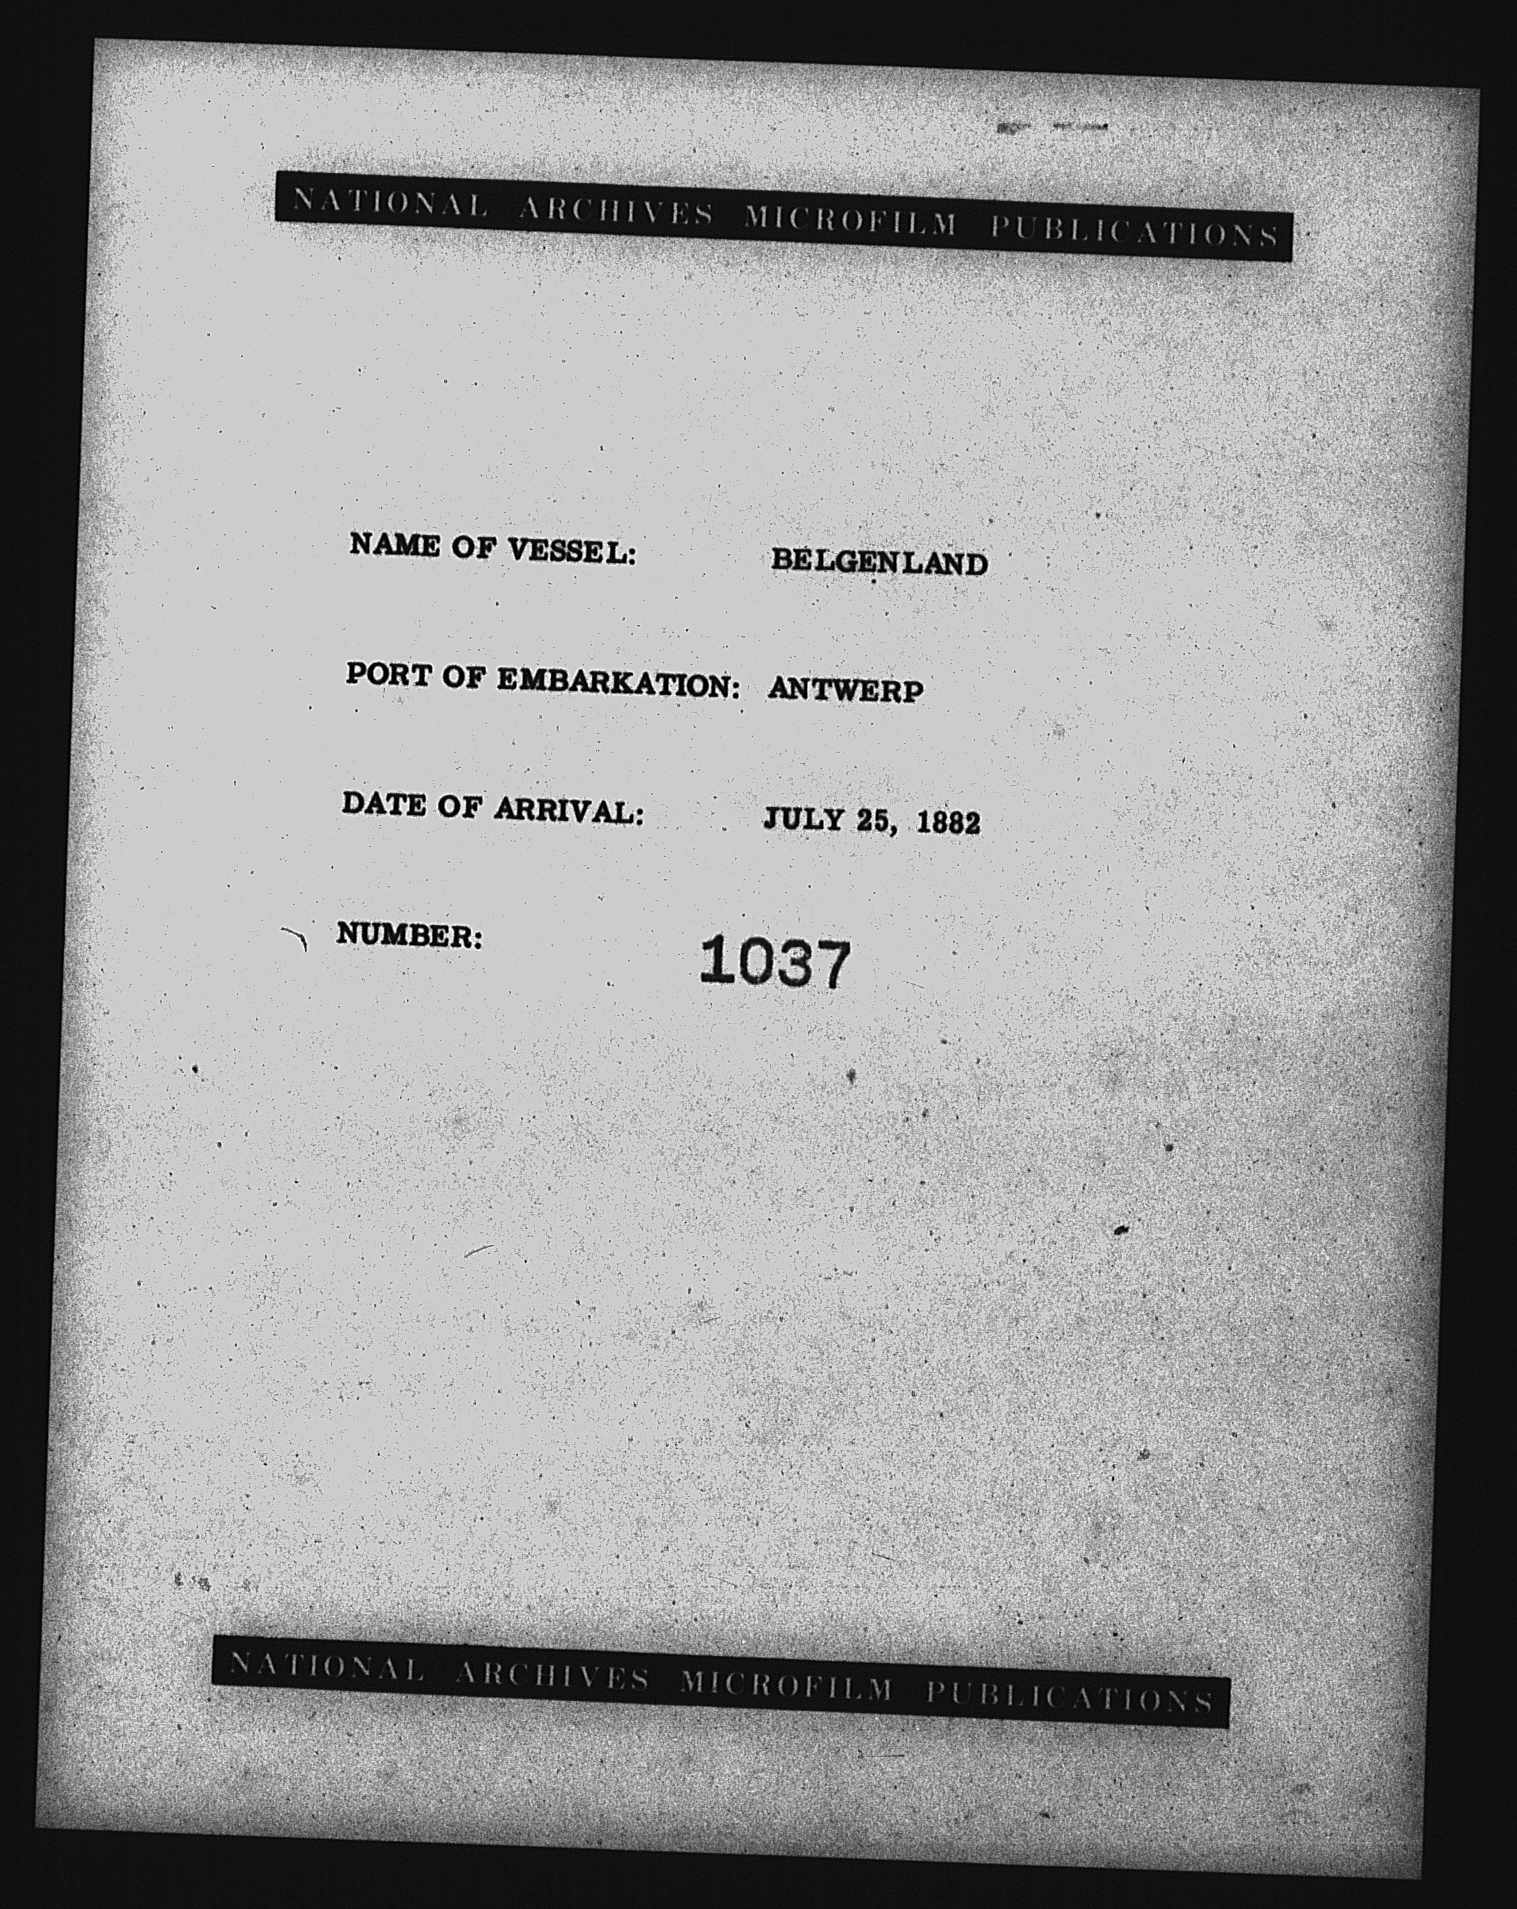 NATIONAL ARCHIVES MICROFILM PUBLICATIONS
NAME OF VESSEL: BELGENLAND
PORT OF EMBARKATION: ANTWERP
DATE OF ARRIVAL: JULY 25, 1882
NUMBER: 1037
NATIONAL ARCHIVES MICROFILM PUBLICATIONS